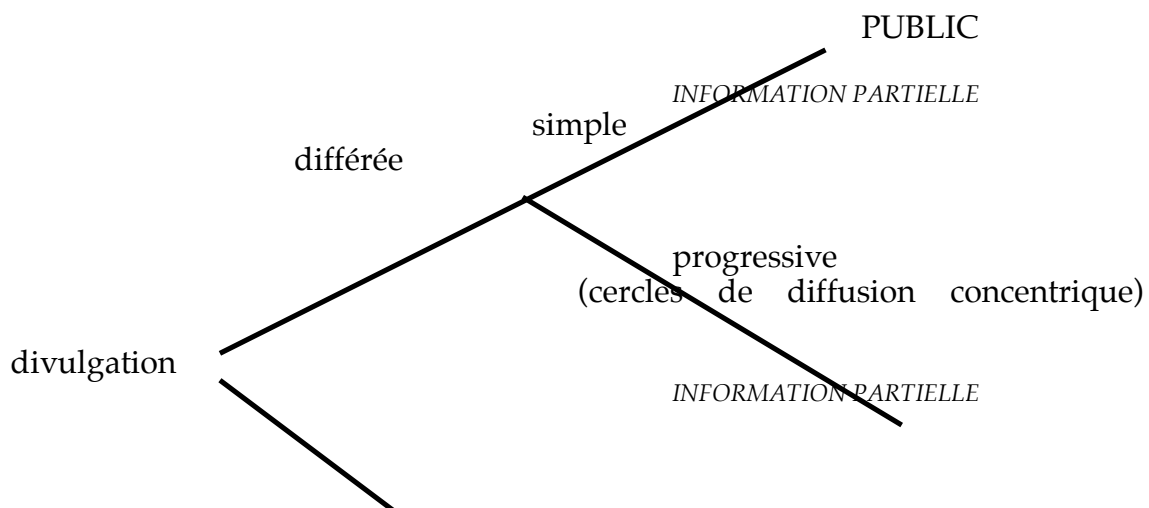 PUBLIC
INFORMATION PARTIELLE
simple
différée
progressive
(cercles de diffusion concentrique)
divulgation
INFORMATION PARTIELLE